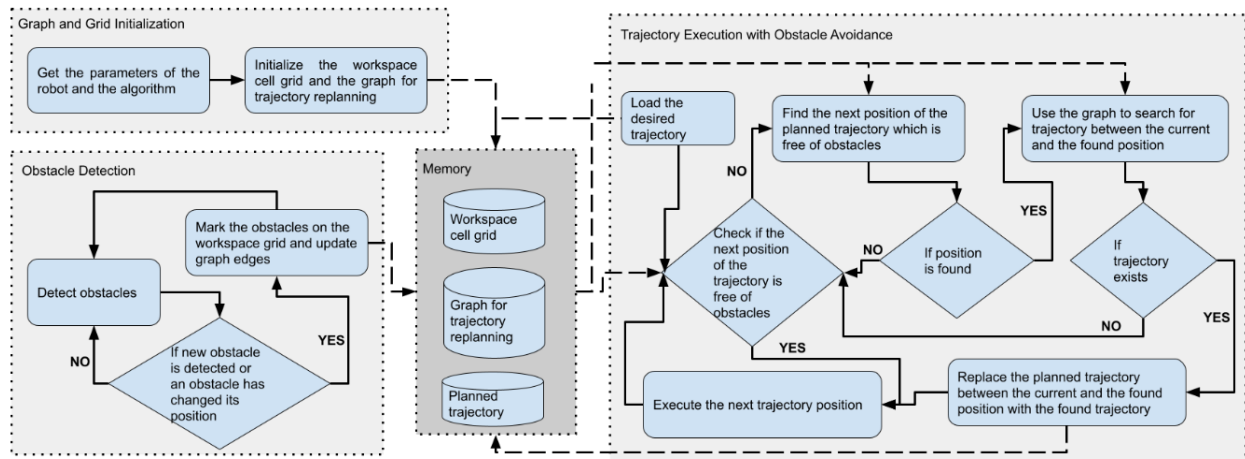 Graph and Grid Initialization
Get the parameters of the
robot and the algorithm
Initialize the workspace
cell grid and the graph for
trajectory replanning
Obstacle Detection
Mark the obstacles on the
workspace grid and update
graph edges
Detect obstacles
NO
YES
If new obstacle
is detected or
an obstacle has
changed its
position
Memory
Workspace
cell grid
Graph for
trajectory
replanning
Planned
trajectory
Trajectory Execution with Obstacle Avoidance
Load the
desired
trajectory
Find the next position of the
planned trajectory which is
free of obstacles
Use the graph to search for
trajectory between the current
and the found position
NO
YES
Check if the
next position
of the
trajectory is
free of
obstacles
NO
If position
is found
If
trajectory
exists
YES
NO
YES
Execute the next trajectory position
Replace the planned trajectory
between the current and the found
position with the found trajectory